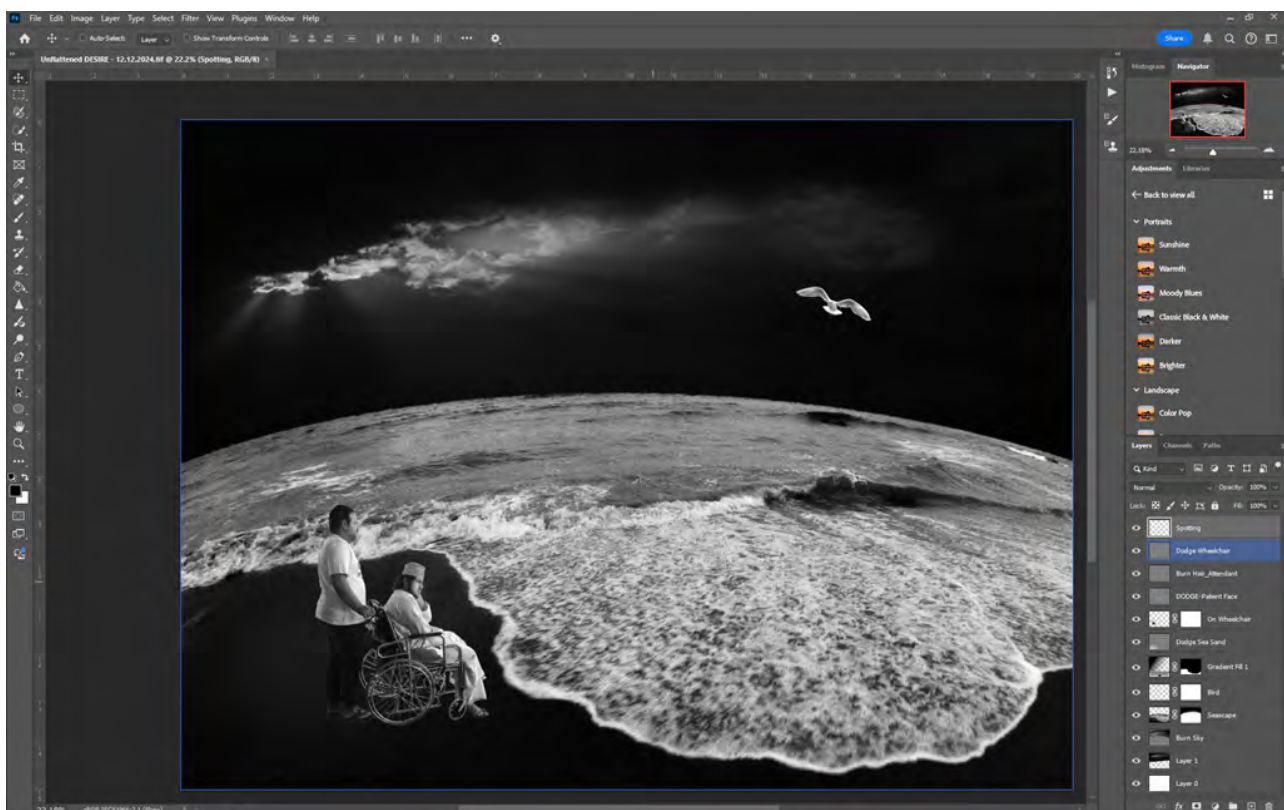 Ps File Edit Image Layer Type Select Filter View Plugins Window Help
Auto-Select: Layer Show Transform Controls Share
Unflattened DESIRE - 12.12.2024.tif @ 22.2% (Spotting, RGB/8) ×
Histogram Navigator
22.18%
Adjustments Libraries
Back to view all
Portraits
Sunshine
Warmth
Moody Blues
Classic Black & White
Darker
Brighter
Landscape
Color Pop
Layers Channels Paths
Kind
Normal Opacity: 100%
Lock: Fill: 100%
Spotting
Dodge Wheelchair
Burn Hair_Attendant
DODGE-Patient Face
On Wheelchair
Dodge Sea Sand
Gradient Fill 1
Bird
Seascape
Burn Sky
Layer 1
Layer 0
22.18%